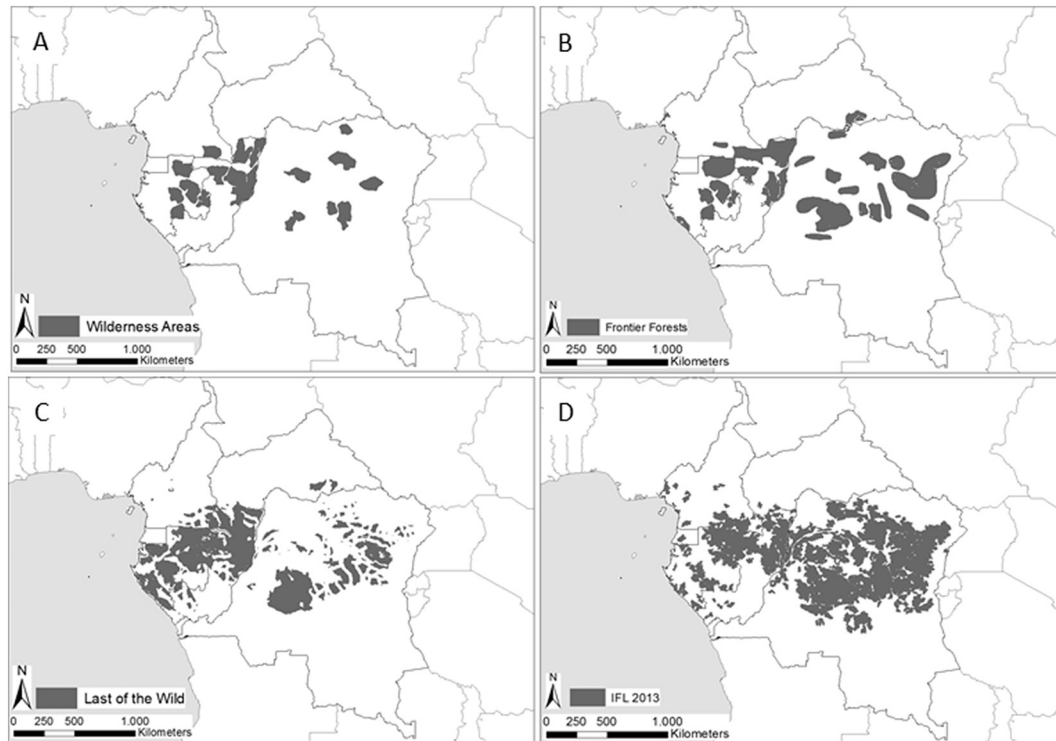 A
N
Wilderness Areas
0 250 500 1.000
Kilometers
B
N
Frontier Forests
0 250 500 1.000
Kilometers
C
N
Last of the Wild
0 250 500 1.000
Kilometers
D
N
IFL 2013
0 250 500 1.000
Kilometers